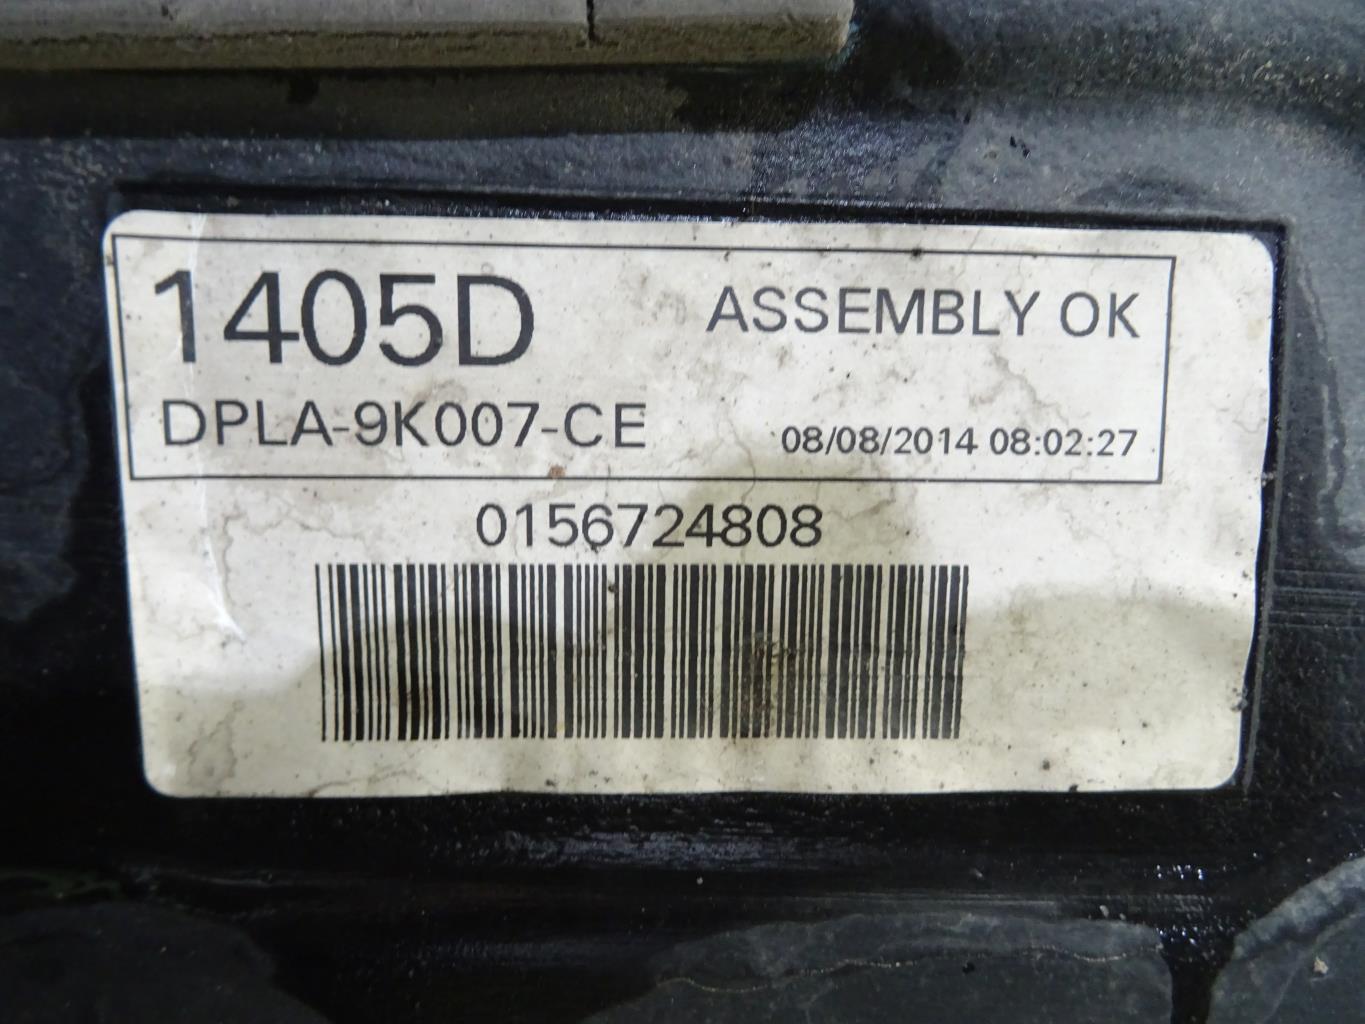 1405D
ASSEMBLY OK
DPLA-9K007-CE
08/08/2014 08:02:27
0156724808